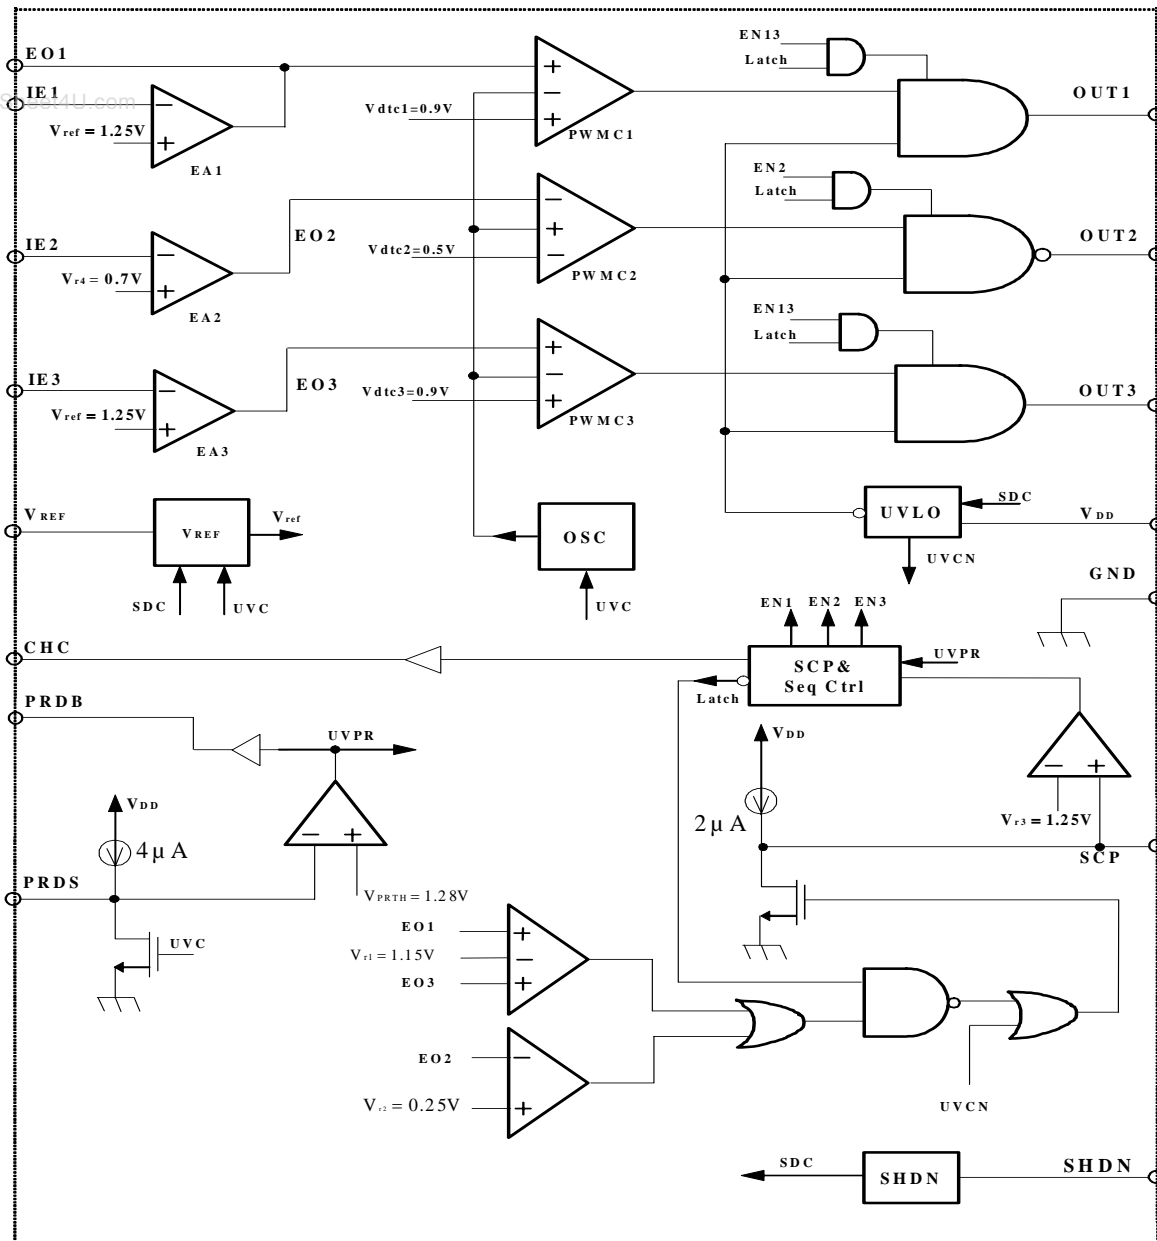 EO1
IE1
Sheet4U.com
Vref = 1.25V
EA1
Vdtc1=0.9V
PWMC1
EN13
Latch
OUT1
IE2
Vr4 = 0.7V
EA2
EO2
Vdtc2=0.5V
PWMC2
EN2
Latch
OUT2
IE3
Vref = 1.25V
EA3
EO3
Vdtc3=0.9V
PWMC3
EN13
Latch
OUT3
VREF
VREF
Vref
SDC
UVC
OSC
UVC
UVLO
SDC
VDD
UVCN
GND
EN1 EN2 EN3
CHC
SCP&
Seq Ctrl
UVPR
Latch
PRDB
UVPR
VDD
VDD
4μA
2μA
Vr3 = 1.25V
SCP
PRDS
VPRTH = 1.28V
UVC
EO1
Vr1 = 1.15V
EO3
EO2
Vr2 = 0.25V
UVCN
SDC
SHDN
SHDN